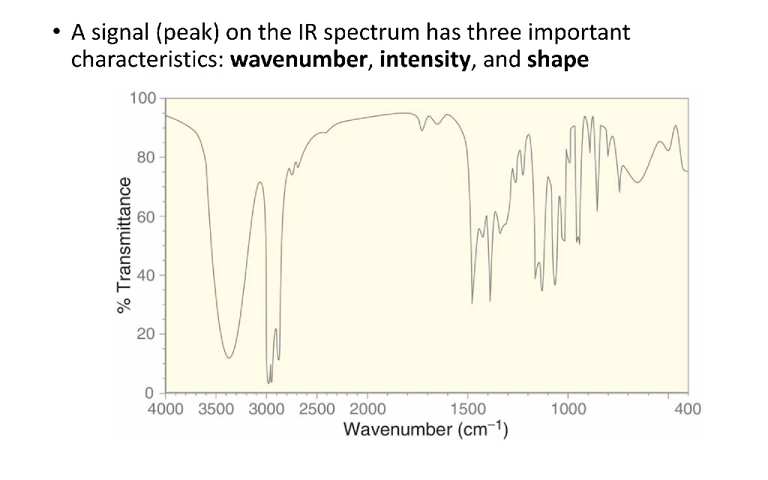 • A signal (peak) on the IR spectrum has three important
characteristics: wavenumber, intensity, and shape
100
80
60
40
20
0
% Transmittance
4000 3500 3000 2500 2000 1500 1000 400
Wavenumber (cm⁻¹)